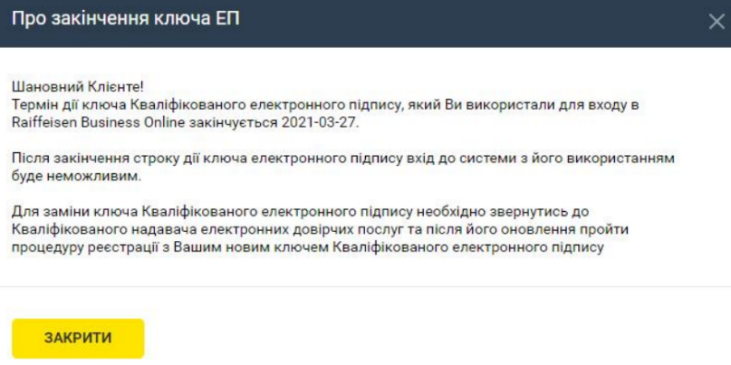 Про закінчення ключа ЕП
Шановний Клієнте!
Термін дії ключа Кваліфікованого електронного підпису, який Ви використали для входу в
Raiffeisen Business Online закінчується 2021-03-27.
Після закінчення строку дії ключа електронного підпису вхід до системи з його використанням
буде неможливим.
Для заміни ключа Кваліфікованого електронного підпису необхідно звернутись до
Кваліфікованого надавача електронних довірчих послуг та після його оновлення пройти
процедуру реєстрації з Вашим новим ключем Кваліфікованого електронного підпису
ЗАКРИТИ